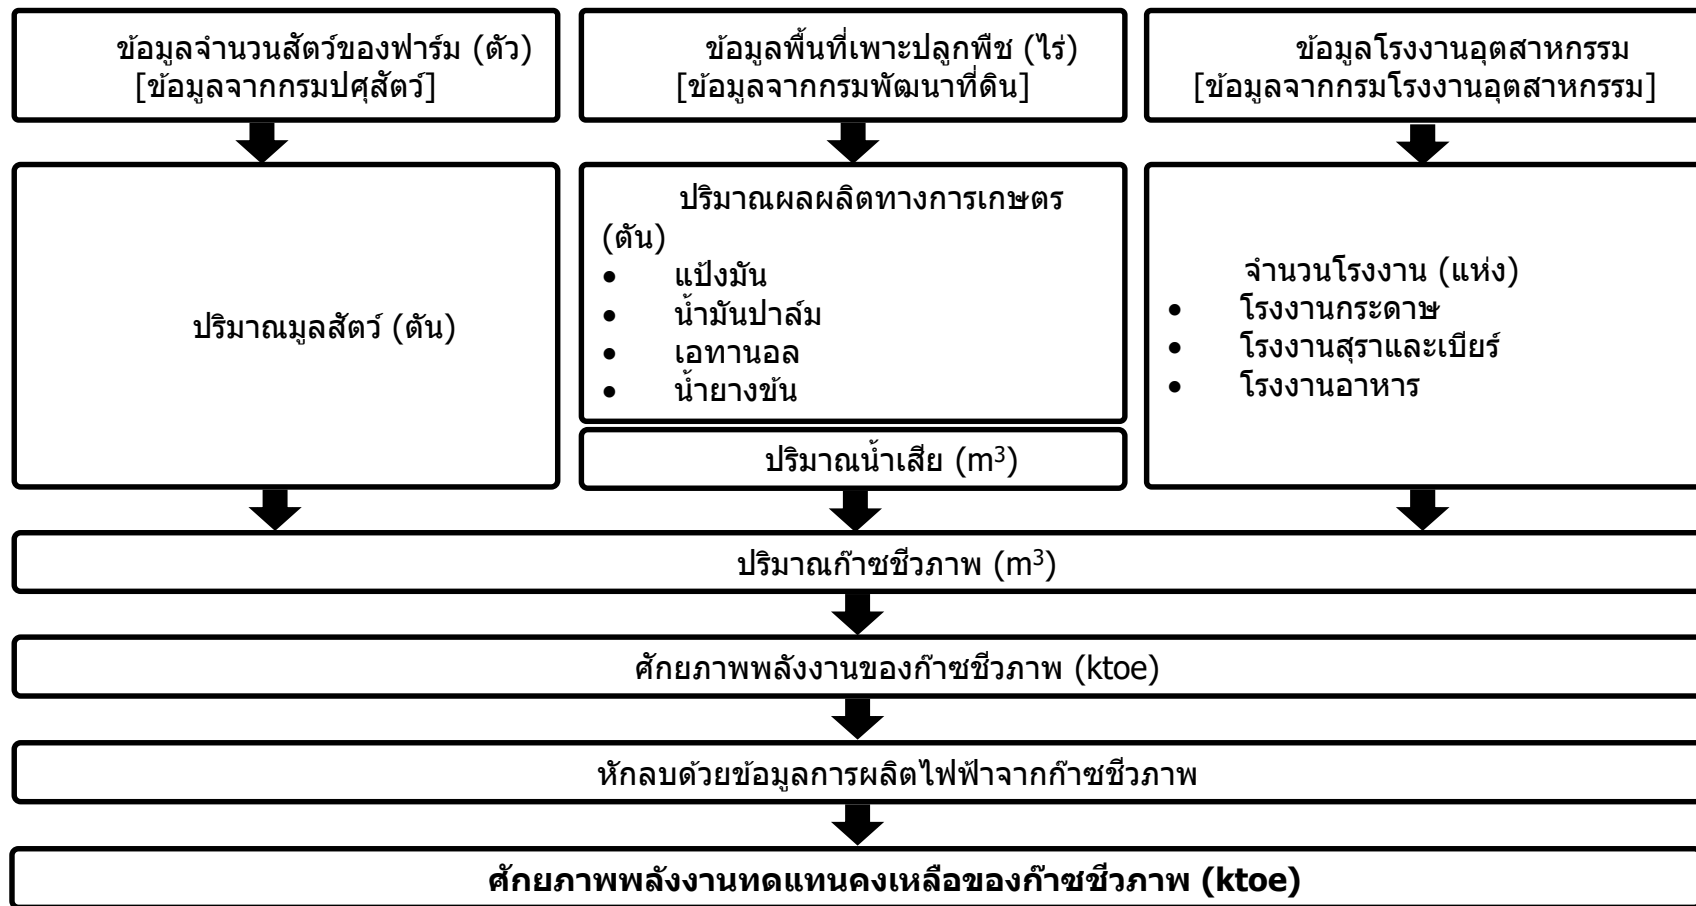 ข้อมูลจำนวนสัตว์ของฟาร์ม (ตัว)
[ข้อมูลจากกรมปศุสัตว์]
ข้อมูลพื้นที่เพาะปลูกพืช (ไร่)
[ข้อมูลจากกรมพัฒนาที่ดิน]
ข้อมูลโรงงานอุตสาหกรรม
[ข้อมูลจากกรมโรงงานอุตสาหกรรม]
ปริมาณมูลสัตว์ (ตัน)
ปริมาณผลผลิตทางการเกษตร
(ตัน)
• แป้งมัน
• น้ำมันปาล์ม
• เอทานอล
• น้ำยางข้น
ปริมาณน้ำเสีย (m³)
จำนวนโรงงาน (แห่ง)
• โรงงานกระดาษ
• โรงงานสุราและเบียร์
• โรงงานอาหาร
ปริมาณก๊าซชีวภาพ (m³)
ศักยภาพพลังงานของก๊าซชีวภาพ (ktoe)
หักลบด้วยข้อมูลการผลิตไฟฟ้าจากก๊าซชีวภาพ
ศักยภาพพลังงานทดแทนคงเหลือของก๊าซชีวภาพ (ktoe)